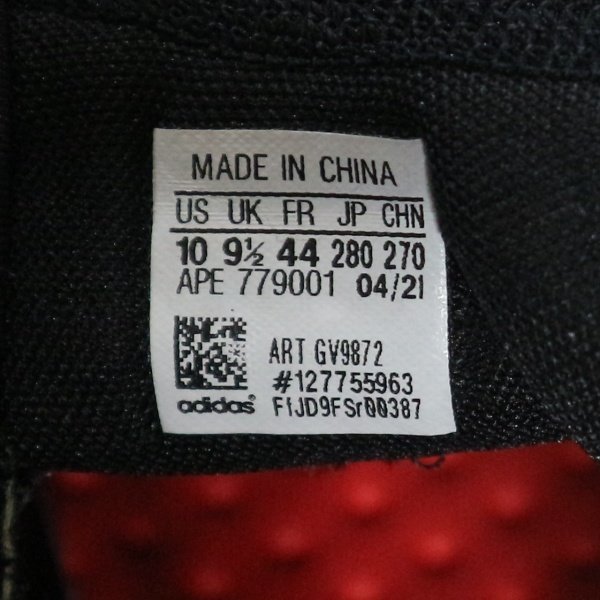 MADE IN CHINA
US UK FR JP CHN
10 9½ 44 280 270
APE 779001 04/21
ART GV9872
#127755963
adidas FfJD9FSr00387